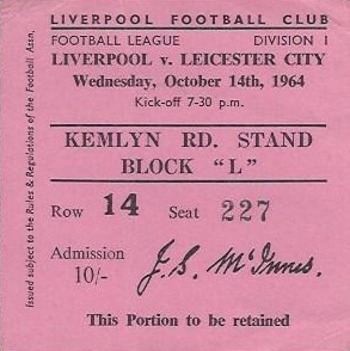 LIVERPOOL FOOTBALL CLUB
FOOTBALL LEAGUE DIVISION I
LIVERPOOL v. LEICESTER CITY
Wednesday, October 14th, 1964
Kick-off 7-30 p.m.
KEMLYN RD. STAND
BLOCK "L"
Row 14 Seat 227
Admission
10/-
J. S. McInnes.
This Portion to be retained
Issued subject to the Rules & Regulations of the Football Assn.